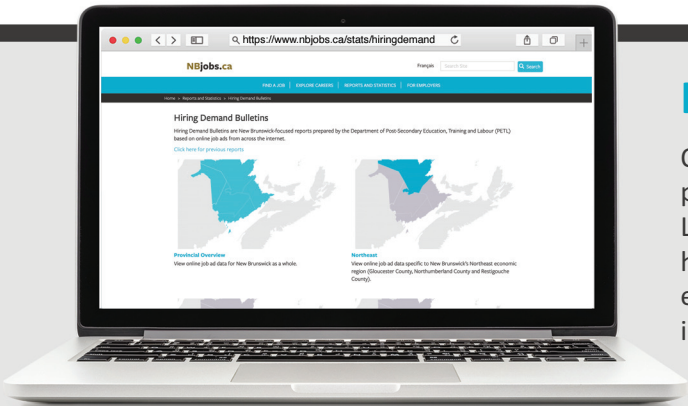 https://www.nbjobs.ca/stats/hiringdemand
NBjobs.ca
Français
Search Site
Search
FIND A JOB | EXPLORE CAREERS | REPORTS AND STATISTICS | FOR EMPLOYERS
Home > Reports and Statistics > Hiring Demand Bulletins
Hiring Demand Bulletins
Hiring Demand Bulletins are New Brunswick-focused reports prepared by the Department of Post-Secondary Education, Training and Labour (PETL)
based on online job ads from across the internet.
Click here for previous reports
Provincial Overview
View online job ad data for New Brunswick as a whole.
Northeast
View online job ad data specific to New Brunswick's Northeast economic
region (Gloucester County, Northumberland County and Restigouche
County).